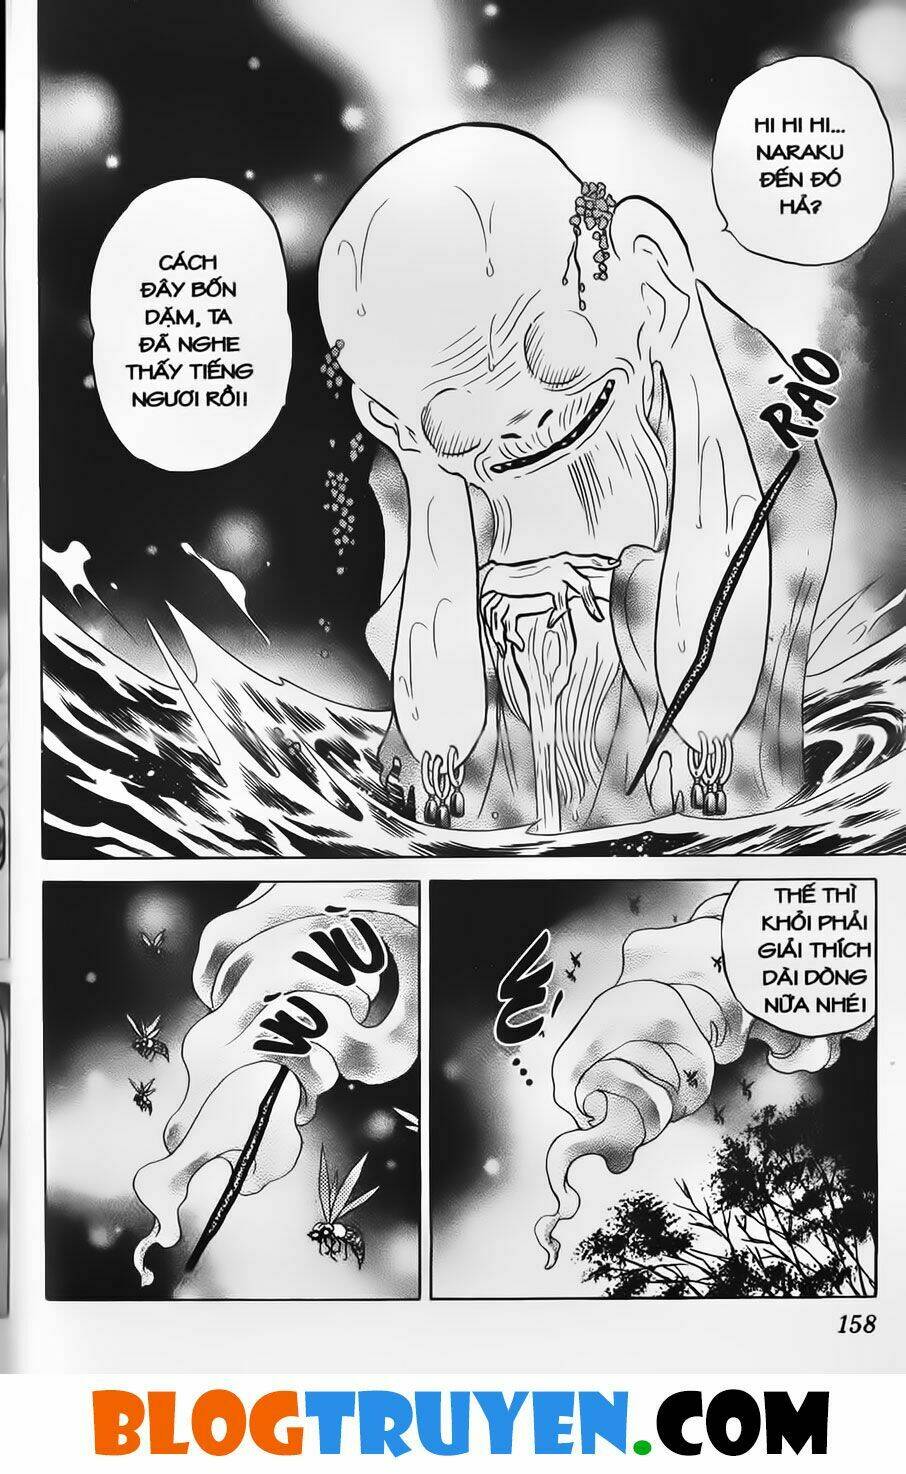 HI HI HI...
NARAKU
ĐẾN ĐÓ
HẢ?
CÁCH
ĐÂY BỐN
DẶM, TA
ĐÃ NGHE
THẤY TIẾNG
NGƯƠI RỒI!
RÀO
THẾ THÌ
KHỎI PHẢI
GIẢI THÍCH
DÀI DÒNG
NỮA NHÉ!
VÙ VÙ
158
BLOGTRUYEN.COM